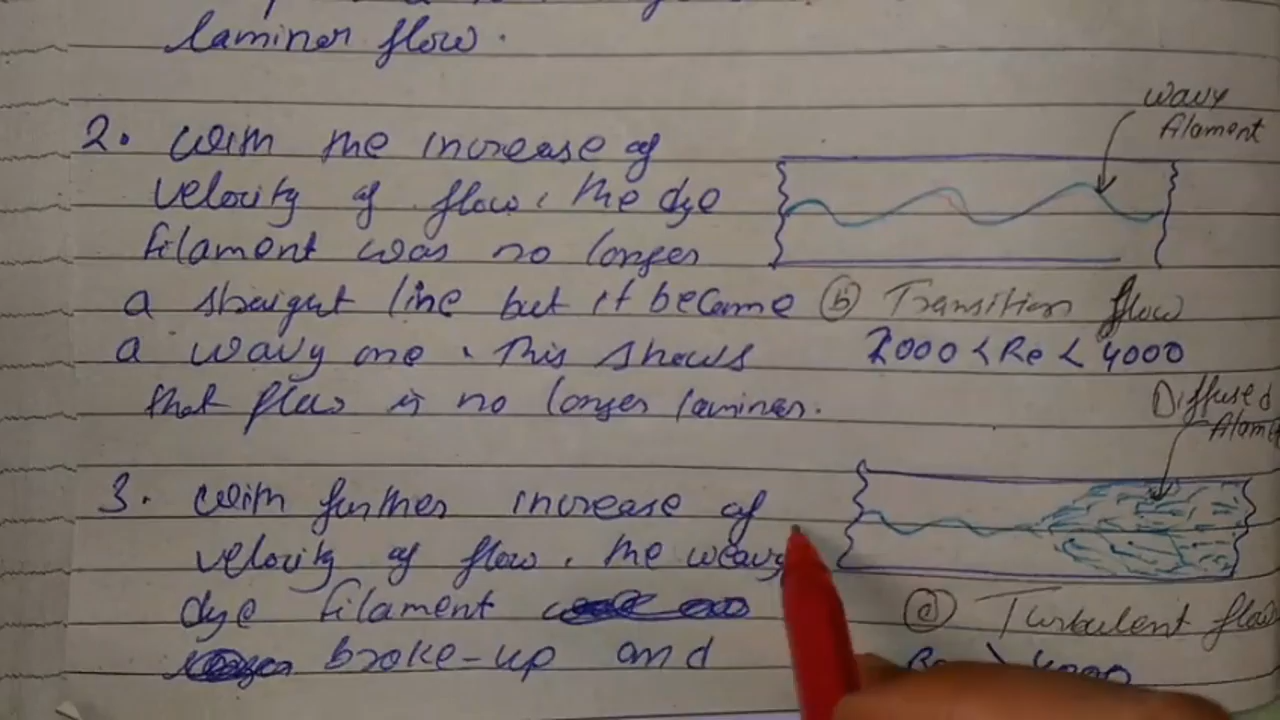 laminar flow.
wavy
filament
2. with the increase of
velocity of flow, the dye
filament was no longer
a straight line but it became
a wavy one. This shows
that flow is no longer laminar.
(b) Transition flow
2000 < Re < 4000
Diffused
3. with further increase of
velocity of flow, the weavy
dye filament
broke-up and
Turbulent flow